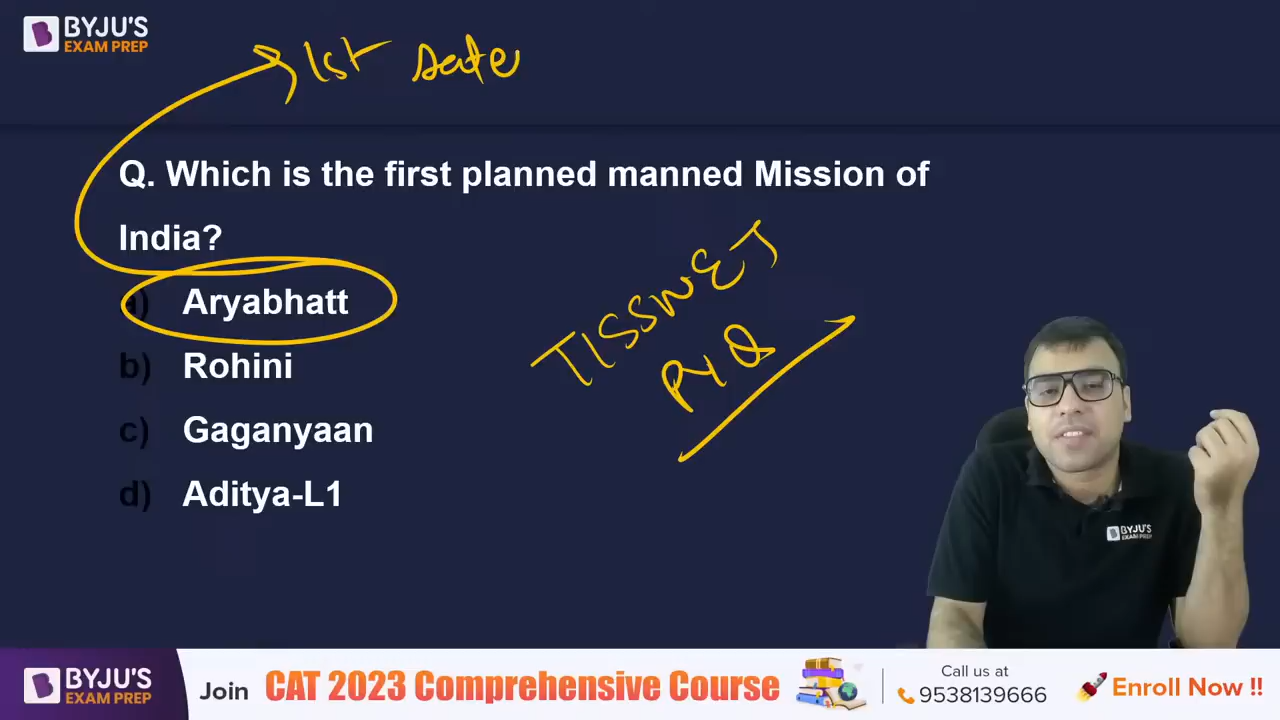 BYJU'S
EXAM PREP
1st sate
Q. Which is the first planned manned Mission of
India?
a) Aryabhatt
b) Rohini
c) Gaganyaan
d) Aditya-L1
TISSNET
PYQ
BYJU'S
EXAM PREP
BYJU'S
EXAM PREP
Join CAT 2023 Comprehensive Course
Call us at
9538139666
Enroll Now !!